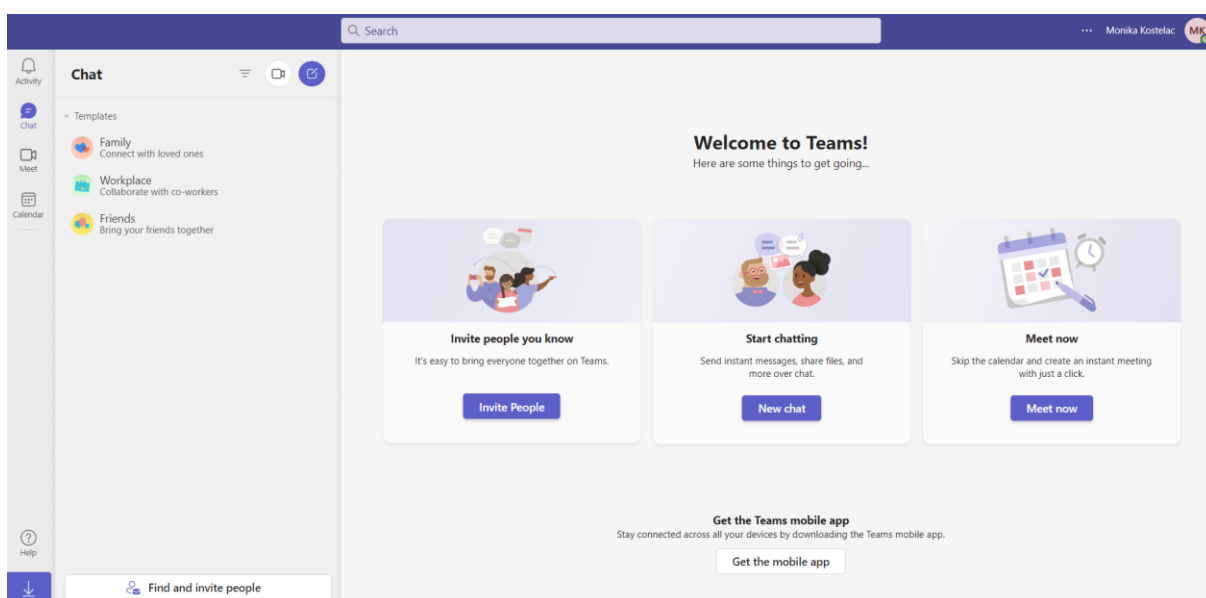 Search
Monika Kostelac
MK
Activity
Chat
Meet
Calendar
Help
Chat
Templates
Family
Connect with loved ones
Workplace
Collaborate with co-workers
Friends
Bring your friends together
Find and invite people
Welcome to Teams!
Here are some things to get going...
Invite people you know
It's easy to bring everyone together on Teams.
Invite People
Start chatting
Send instant messages, share files, and
more over chat.
New chat
Meet now
Skip the calendar and create an instant meeting
with just a click.
Meet now
Get the Teams mobile app
Stay connected across all your devices by downloading the Teams mobile app.
Get the mobile app